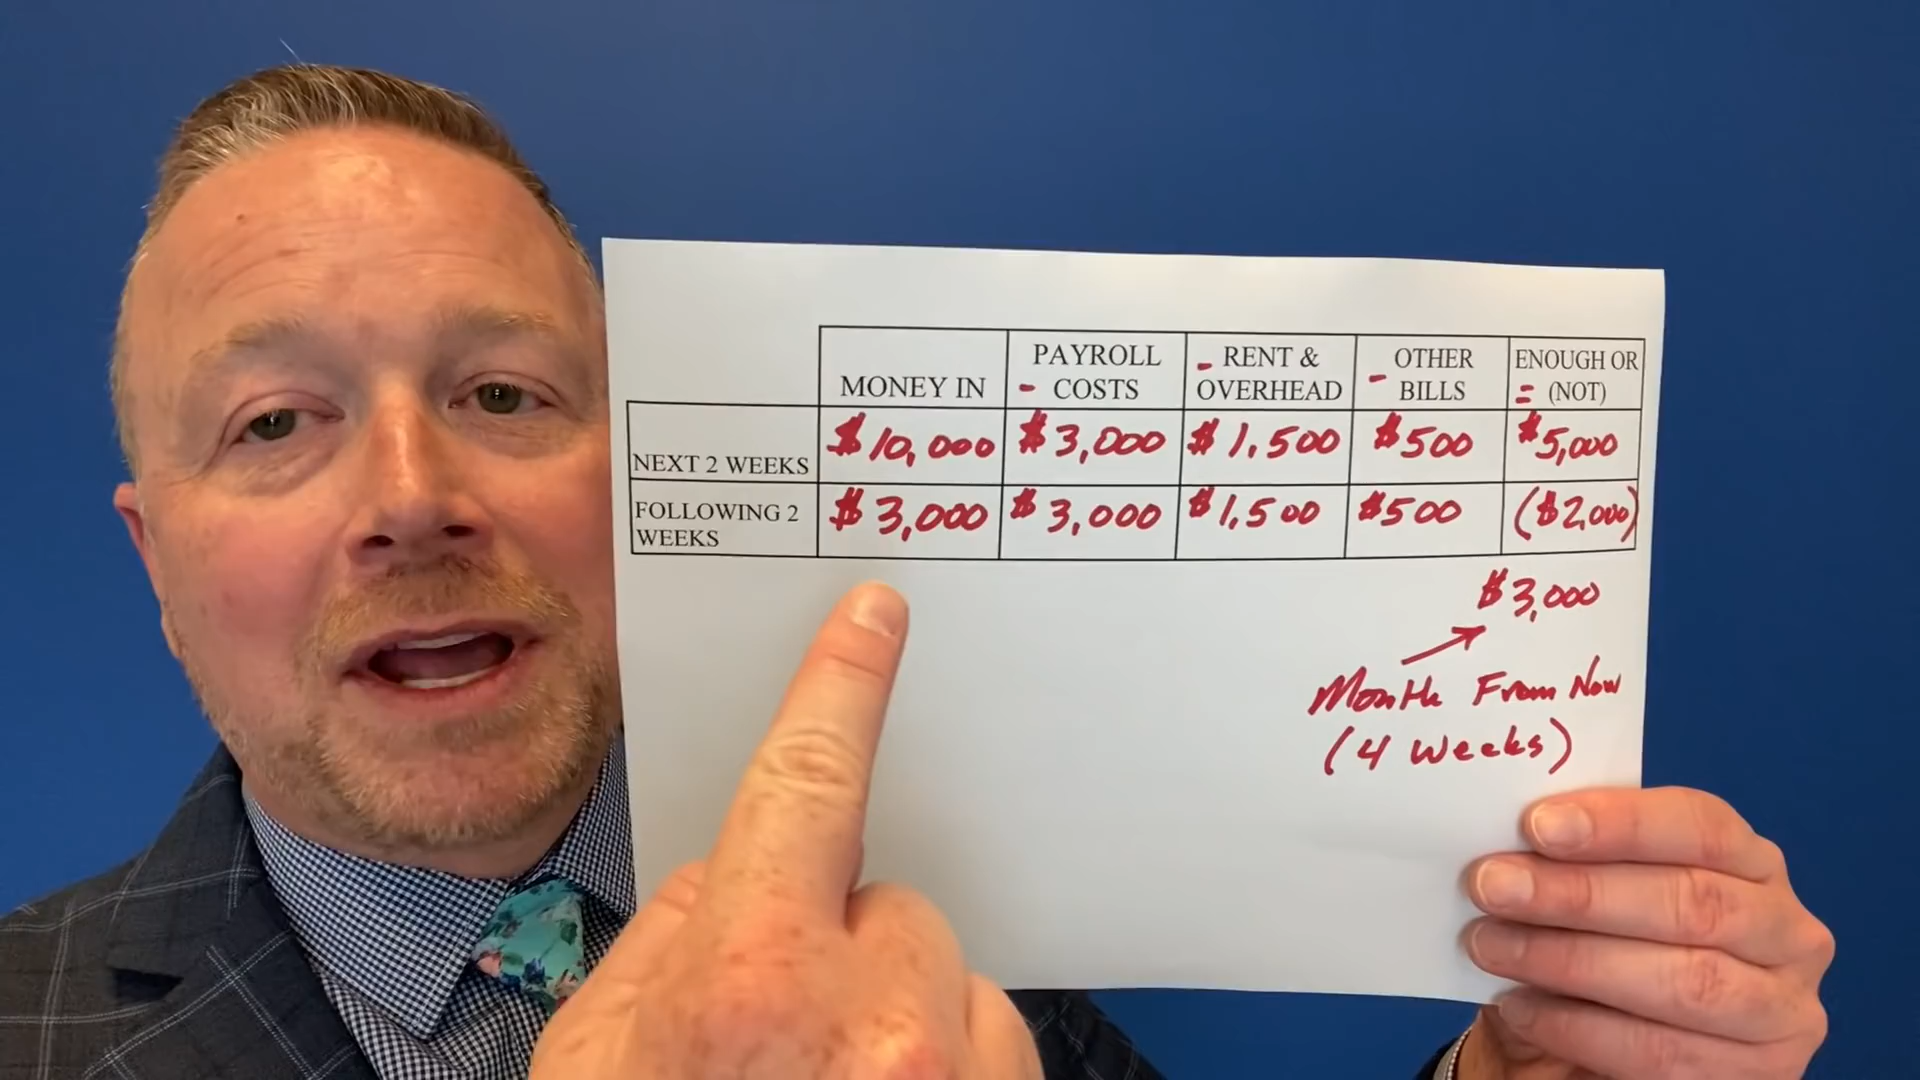 MONEY IN
PAYROLL
- COSTS
- RENT &
OVERHEAD
- OTHER
BILLS
ENOUGH OR
= (NOT)
NEXT 2 WEEKS
$10,000
$3,000
$1,500
$500
$5,000
FOLLOWING 2
WEEKS
$3,000
$3,000
$1,500
$500
($2,000)
$3,000
Month From Now
(4 Weeks)